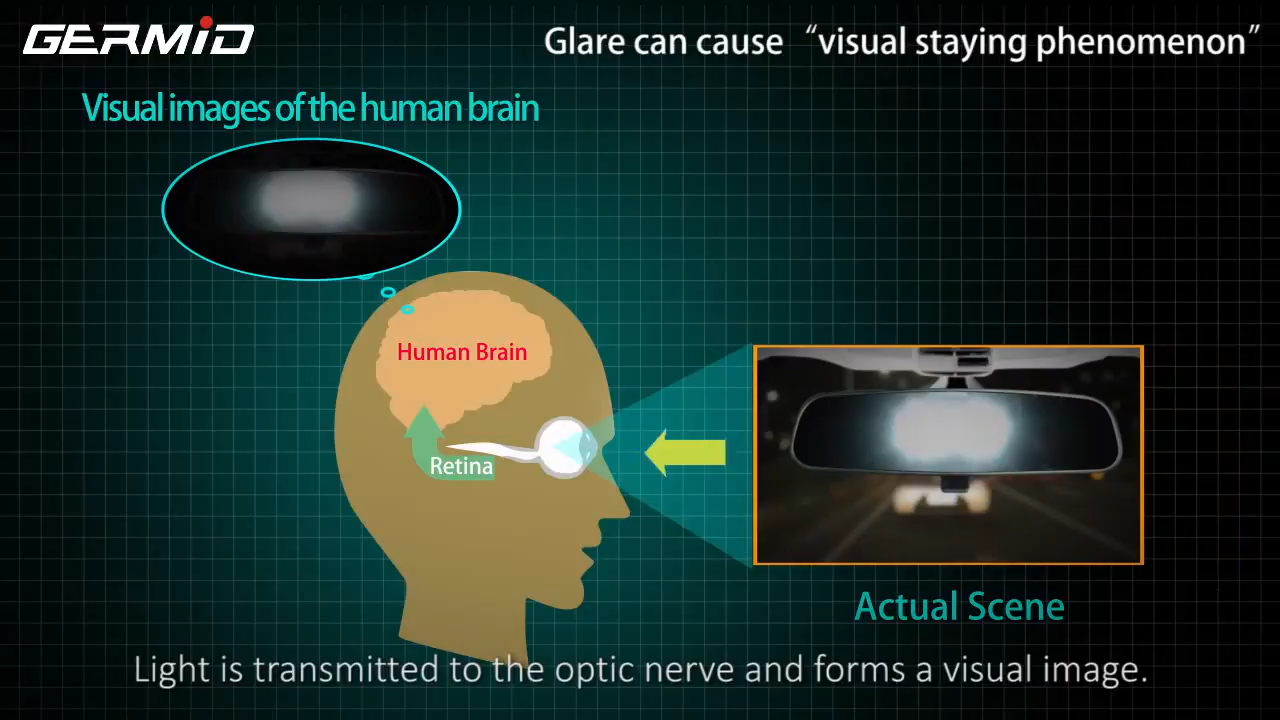 GERMID
Glare can cause “visual staying phenomenon”
Visual images of the human brain
Human Brain
Retina
Actual Scene
Light is transmitted to the optic nerve and forms a visual image.